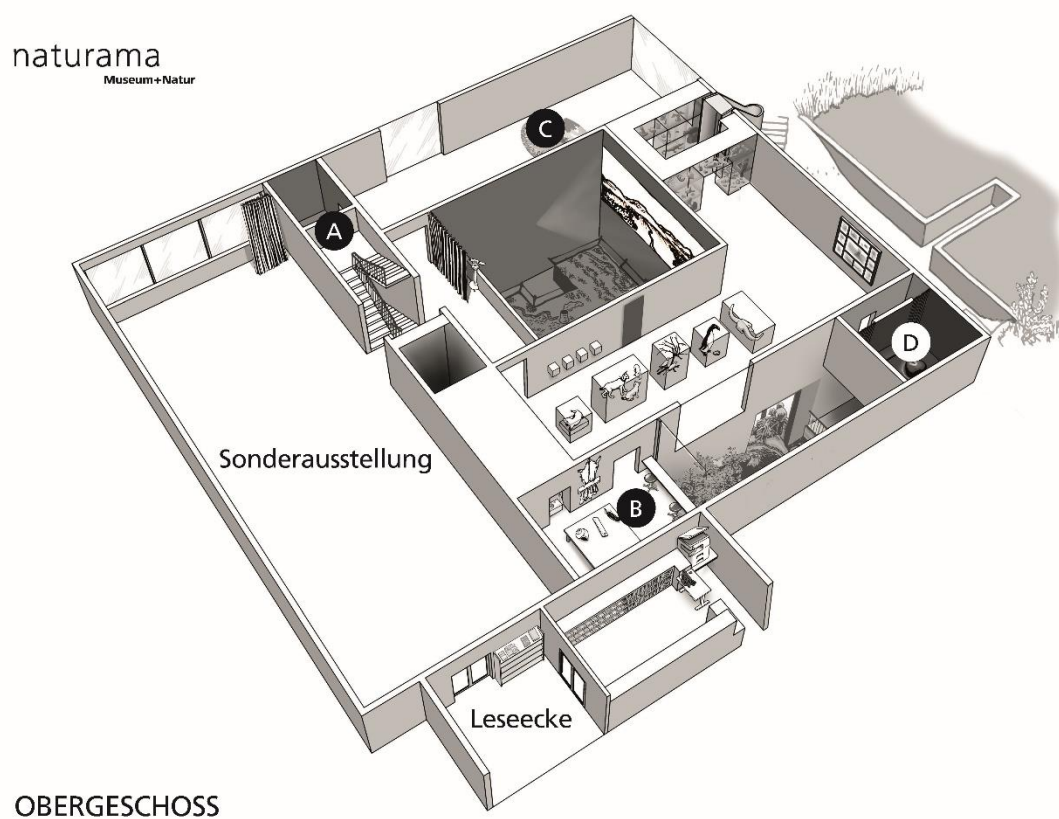 naturama
Museum+Natur
C
A
D
Sonderausstellung
B
Leseecke
OBERGESCHOSS